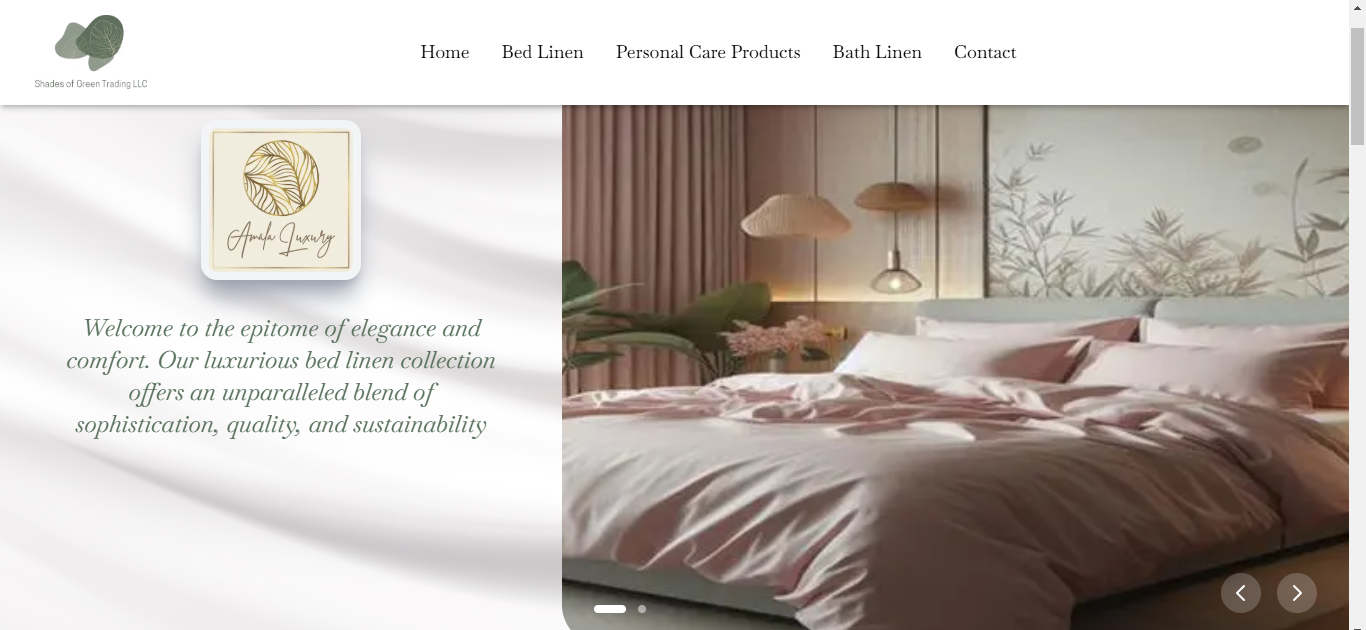 Shades of Green Trading LLC
Home Bed Linen Personal Care Products Bath Linen Contact
Amala Luxury
Welcome to the epitome of elegance and
comfort. Our luxurious bed linen collection
offers an unparalleled blend of
sophistication, quality, and sustainability